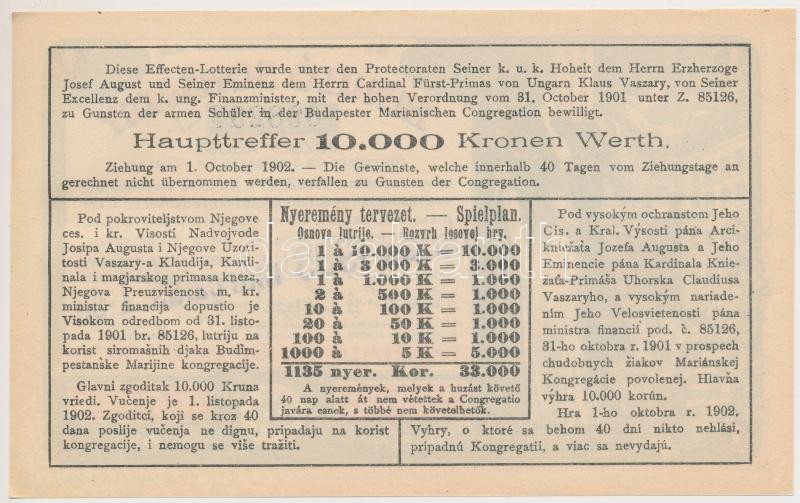 Diese Effecten-Lotterie wurde unter den Protectoraten Seiner k. u. k. Hoheit dem Herrn Erzherzoge
Josef August und Seiner Eminenz dem Herrn Cardinal Fürst-Primas von Ungarn Klaus Vaszary, von Seiner
Excellenz dem k. ung. Finanzminister, mit der hohen Verordnung vom 31. October 1901 unter Z. 85126,
zu Gunsten der armen Schüler in der Budapester Marianischen Congregation bewilligt.
Haupttreffer 10.000 Kronen Werth.
Ziehung am 1. October 1902. — Die Gewinnste, welche innerhalb 40 Tagen vom Ziehungstage an
gerechnet nicht übernommen werden, verfallen zu Gunsten der Congregation.
Pod pokroviteljstvom Njegove
ces. i kr. Visosti Nadvojvode
Josipa Augusta i Njegove Uzori-
tosti Vaszary-a Klaudija, Kardi-
nala i magjarskog primasa kneza,
Njegova Preuzvišenost m. kr.
ministar financija dopustio je
Visokom odredbom od 31. listo-
pada 1901 br. 85126, lutriju na
korist siromašnih djaka Budim-
pestanške Marijine kongregacije.
Glavni zgoditak 10.000 Kruna
vriedi. Vučenje je 1. listopada
1902. Zgoditci, koji se kroz 40
dana poslije vučenja ne dignu, pripadaju na korist
kongregacije, i nemogu se više tražiti.
Nyeremény tervezet. — Spielplan.
Osnova lutrije. — Rozvrh losovej hry.
1 à 10.000 K = 10.000
1 à 3 000 K = 3.000
1 à 1.000 K = 1.000
2 à 500 K = 1.000
10 à 100 K = 1.000
20 à 50 K = 1.000
100 à 10 K = 1.000
1000 à 5 K = 5.000
1135 nyer. Kor. 33.000
A nyeremények, melyek a huzást követő
40 nap alatt át nem vétettek a Congregatio
javára esnek, s többé nem követelhetők.
Pod vysokým ochranstom Jeho
Cis. a Kral. Výsosti pána Arci-
kniežaťa Jozefa Augusta a Jeho
Eminencie pána Kardinala Knie-
žaťa-Primáša Uhorska Claudiusa
Vaszaryho, a vysokým nariade-
ním Jeho Velosvietenosti pána
ministra financií pod. č. 85126,
31-ho oktobra r. 1901 v prospech
chudobnych žiakov Mariánskej
Kongregácie povolenej. Hlavňa
výhra 10.000 korún.
Hra 1-ho oktobra r. 1902.
Vyhry, o ktoré sa behom 40 dní nikto nehlási,
pripadnú Kongregatii, a viac sa nevydajú.
darabanth.com